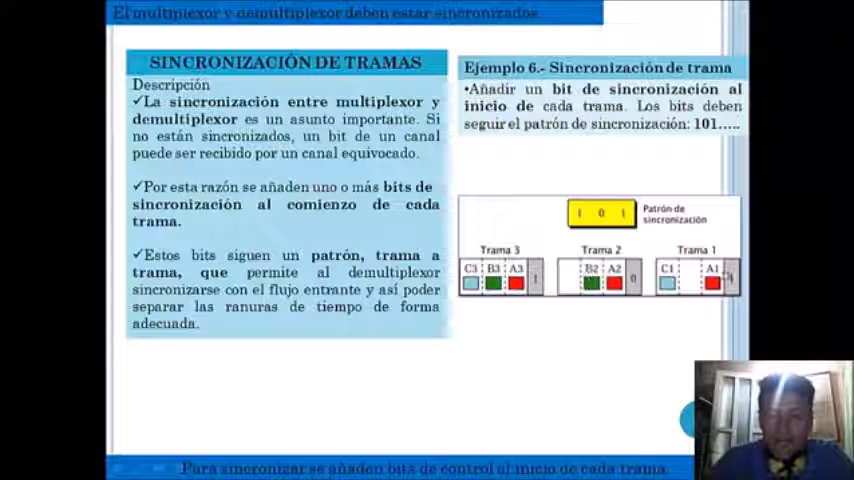 El multiplexor y demultiplexor deben estar sincronizados
SINCRONIZACIÓN DE TRAMAS
Descripción
✓La sincronización entre multiplexor y
demultiplexor es un asunto importante. Si
no están sincronizados, un bit de un canal
puede ser recibido por un canal equivocado.
✓Por esta razón se añaden uno o más bits de
sincronización al comienzo de cada
trama.
✓Estos bits siguen un patrón, trama a
trama, que permite al demultiplexor
sincronizarse con el flujo entrante y así poder
separar las ranuras de tiempo de forma
adecuada.
Ejemplo 6.- Sincronización de trama
•Añadir un bit de sincronización al
inicio de cada trama. Los bits deben
seguir el patrón de sincronización: 101.....
1 0 1
Patrón de
sincronización
Trama 3 Trama 2 Trama 1
C3 B3 A3 1 B2 A2 0 C1 A1 1
Para sincronizar se añaden bits de control al inicio de cada trama